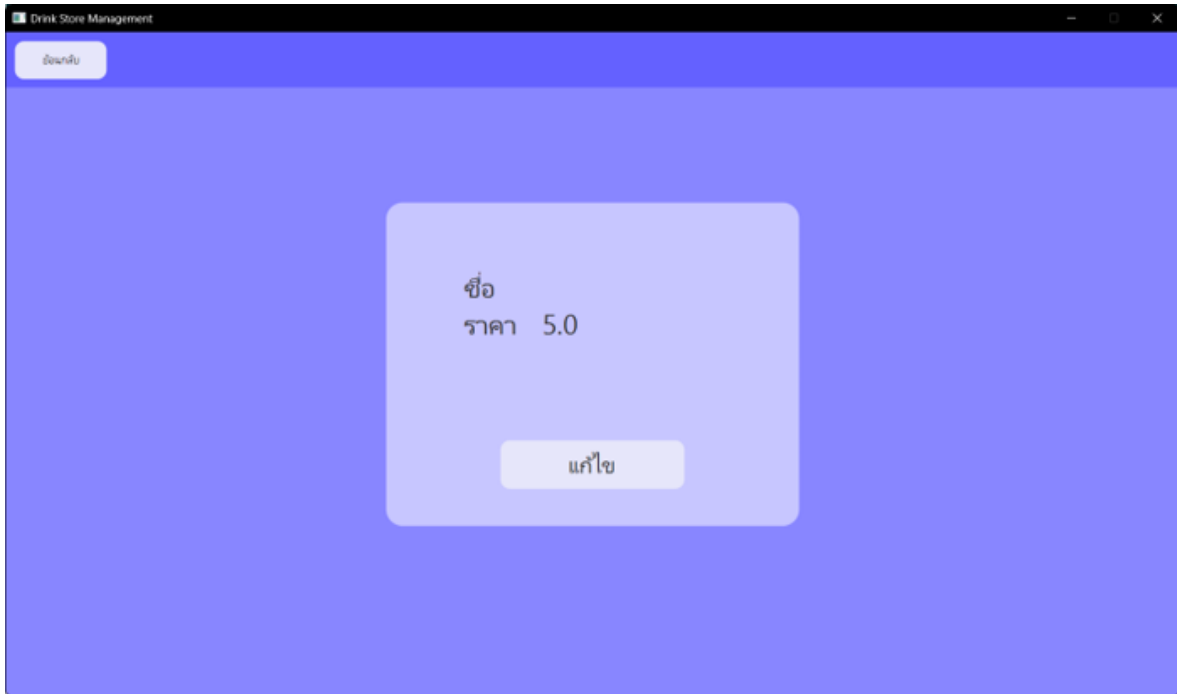 Drink Store Management
ย้อนกลับ
ชื่อ
ราคา 5.0
แก้ไข